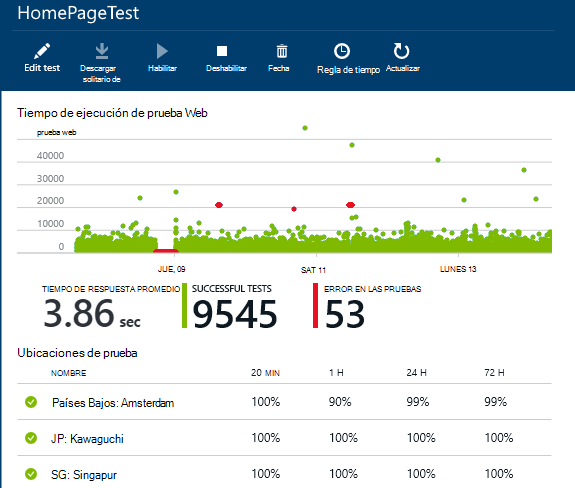 HomePageTest
Edit test
Descargar solitario de
Habilitar
Deshabilitar
Fecha
Regla de tiempo
Actualizar
Tiempo de ejecución de prueba Web
prueba web
40000
30000
20000
10000
0
JUE, 09
SAT 11
LUNES 13
TIEMPO DE RESPUESTA PROMEDIO
3.86 sec
SUCCESSFUL TESTS
9545
ERROR EN LAS PRUEBAS
53
Ubicaciones de prueba
NOMBRE 20 MIN 1 H 24 H 72 H
Países Bajos: Amsterdam 100% 90% 99% 99%
JP: Kawaguchi 100% 100% 100% 100%
SG: Singapur 100% 100% 100% 100%